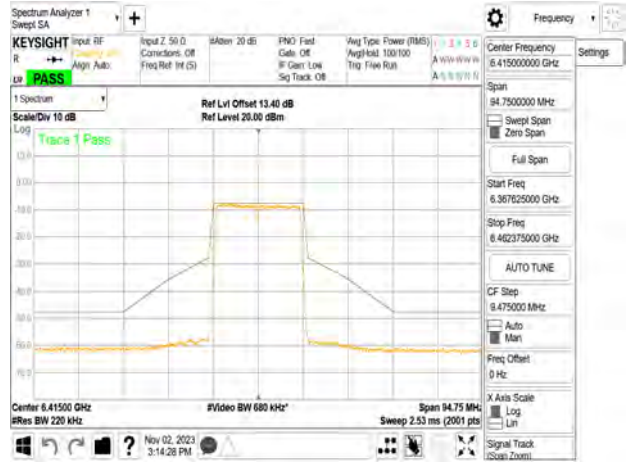 Spectrum Analyzer 1
Swept SA
+
Frequency
KEYSIGHT
Input: RF
Input Z: 50 Ω
#Atten: 20 dB
PNO: Fast
Avg Type: Power (RMS)
R
Corrections: Off
Gate: Off
Avg|Hold: 100/100
Align: Auto
Freq Ref: Int (S)
IF Gain: Low
Trig: Free Run
Sig Track: Off
PASS
1 Spectrum
Ref Lvl Offset 13.40 dB
Scale/Div 10 dB
Ref Level 20.00 dBm
Log
Trace 1 Pass
Center 6.41500 GHz
#Video BW 680 kHz*
Span 94.75 MHz
#Res BW 220 kHz
Sweep 2.53 ms (2001 pts
Nov 02, 2023
3:14:28 PM
Center Frequency
6.415000000 GHz
Settings
Span
94.7500000 MHz
Swept Span
Zero Span
Full Span
Start Freq
6.367625000 GHz
Stop Freq
6.462375000 GHz
AUTO TUNE
CF Step
9.475000 MHz
Auto
Man
Freq Offset
0 Hz
X Axis Scale
Log
Lin
Signal Track
(Span Zoom)